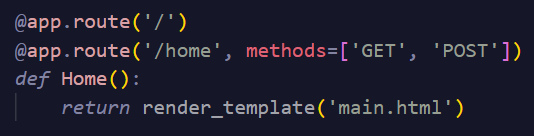 @app.route('/')
@app.route('/home', methods=['GET', 'POST'])
def Home():
    return render_template('main.html')